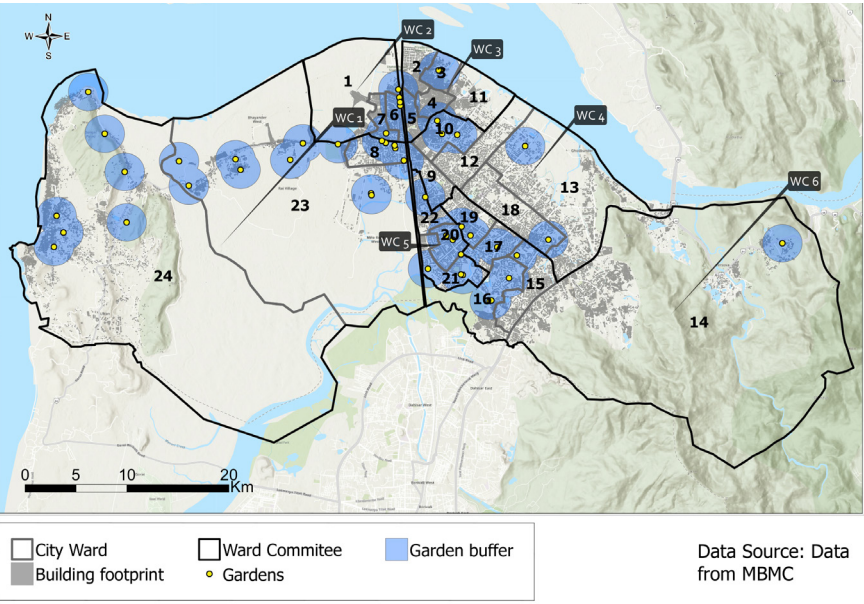 N
W E
S
WC 2
WC 3
2
3
1
4
11
6
5
7
WC 1
10
WC 4
8
12
9
13
WC 6
23
18
22
19
20
WC 5
17
24
21
15
16
14
0 5 10 20
Km
City Ward
Ward Commitee
Garden buffer
Building footprint
Gardens
Data Source: Data
from MBMC